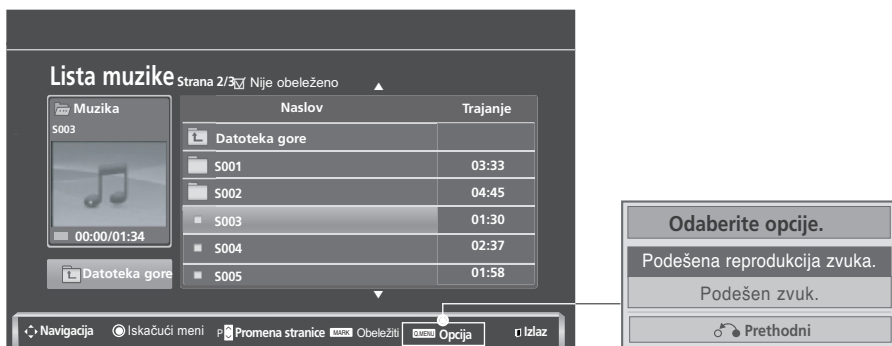 Lista muzike Strana 2/3 Nije obeleženo
Muzika
S003
00:00/01:34
Datoteka gore
Naslov Trajanje
Datoteka gore
S001 03:33
S002 04:45
S003 01:30
S004 02:37
S005 01:58
Navigacija Iskačući meni P Promena stranice MARK Obeležiti Q.MENU Opcija Izlaz
Odaberite opcije.
Podešena reprodukcija zvuka.
Podešen zvuk.
Prethodni